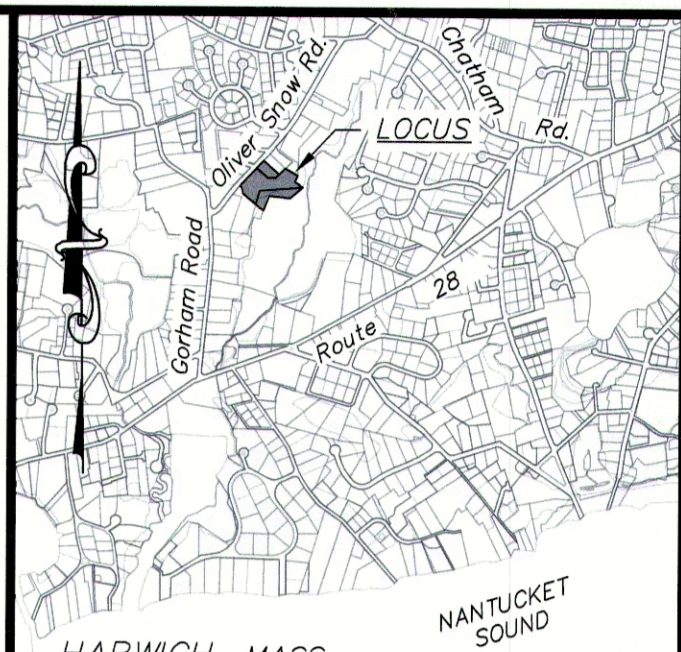 Chatham
Rd.
Oliver Snow Rd.
LOCUS
Gorham Road
Route 28
NANTUCKET
SOUND
HARWICH, MASS